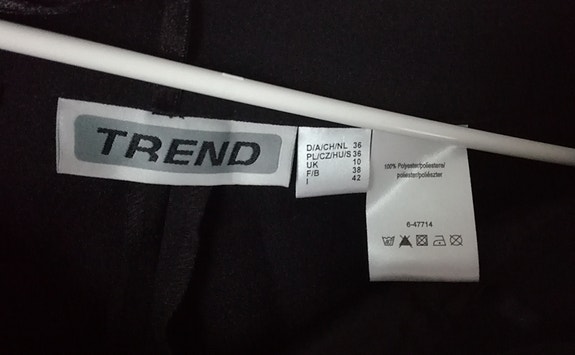 TREND
D/A/CH/NL 36
PL/CZ/HU/S 36
UK 10
F/B 38
I 42
100% Polyester/poliestere/
poliester/poliészter
6-47714